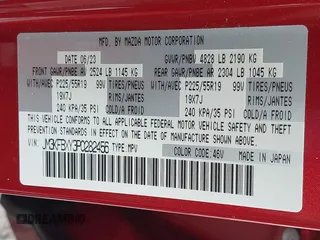 MFD. BY MAZDA MOTOR CORPORATION
DATE 06/23 GVWR/PNBV 4828 LB 2190 KG
FRONT GAWR/PNBE AV 2524 LB 1145 KG REAR GAWR/PNBE AR 2304 LB 1045 KG
WITH/AVEC P225/55R19 TIRES/PNEUS WITH/AVEC P225/55R19 TIRES/PNEUS
19X7J RIMS/JANTES 19X7J RIMS/JANTES
240 KPA/35 PSI COLD/A FROID 240 KPA/35 PSI COLD/A FROID
THIS VEHICLE CONFORMS TO ALL APPLICABLE FEDERAL MOTOR VEHICLE
SAFETY, BUMPER, AND THEFT PREVENTION STANDARDS IN EFFECT ON THE
DATE OF MANUFACTURE SHOWN ABOVE.
TYPE:MPV
COLOR CODE:46V
MADE IN JAPAN